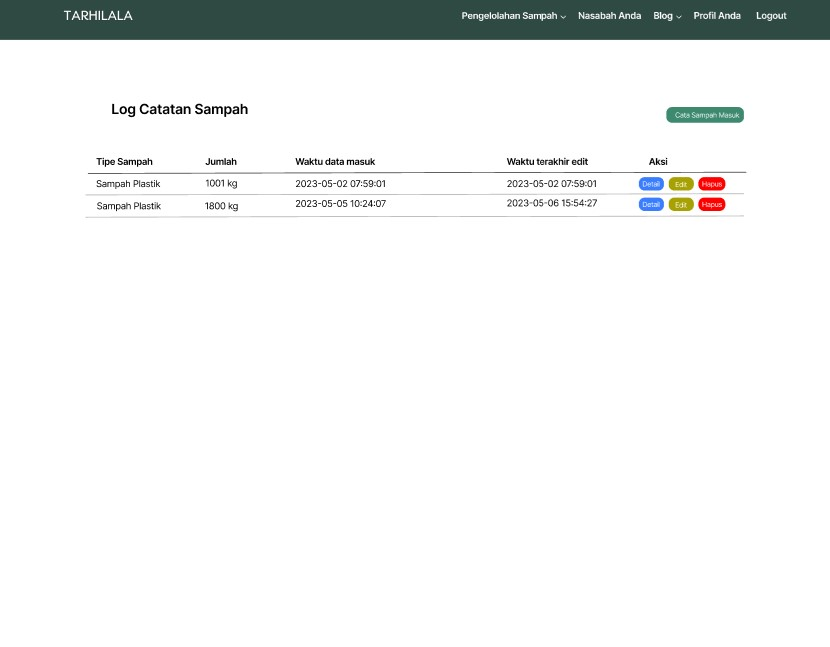 TARHILALA Pengelolahan Sampah Nasabah Anda Blog Profil Anda Logout
Log Catatan Sampah
Cata Sampah Masuk
Tipe Sampah Jumlah Waktu data masuk Waktu terakhir edit Aksi
Sampah Plastik 1001 kg 2023-05-02 07:59:01 2023-05-02 07:59:01 Detail Edit Hapus
Sampah Plastik 1800 kg 2023-05-05 10:24:07 2023-05-06 15:54:27 Detail Edit Hapus